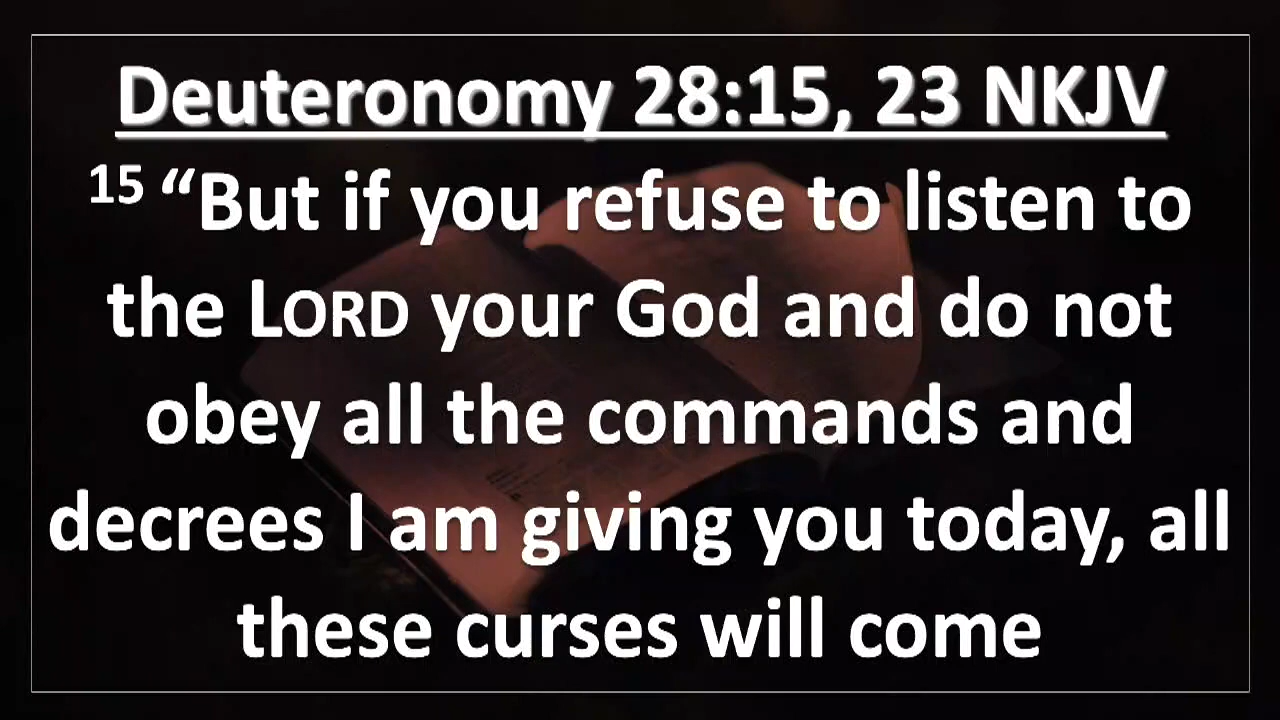 Deuteronomy 28:15, 23 NKJV
15 “But if you refuse to listen to
the LORD your God and do not
obey all the commands and
decrees I am giving you today, all
these curses will come